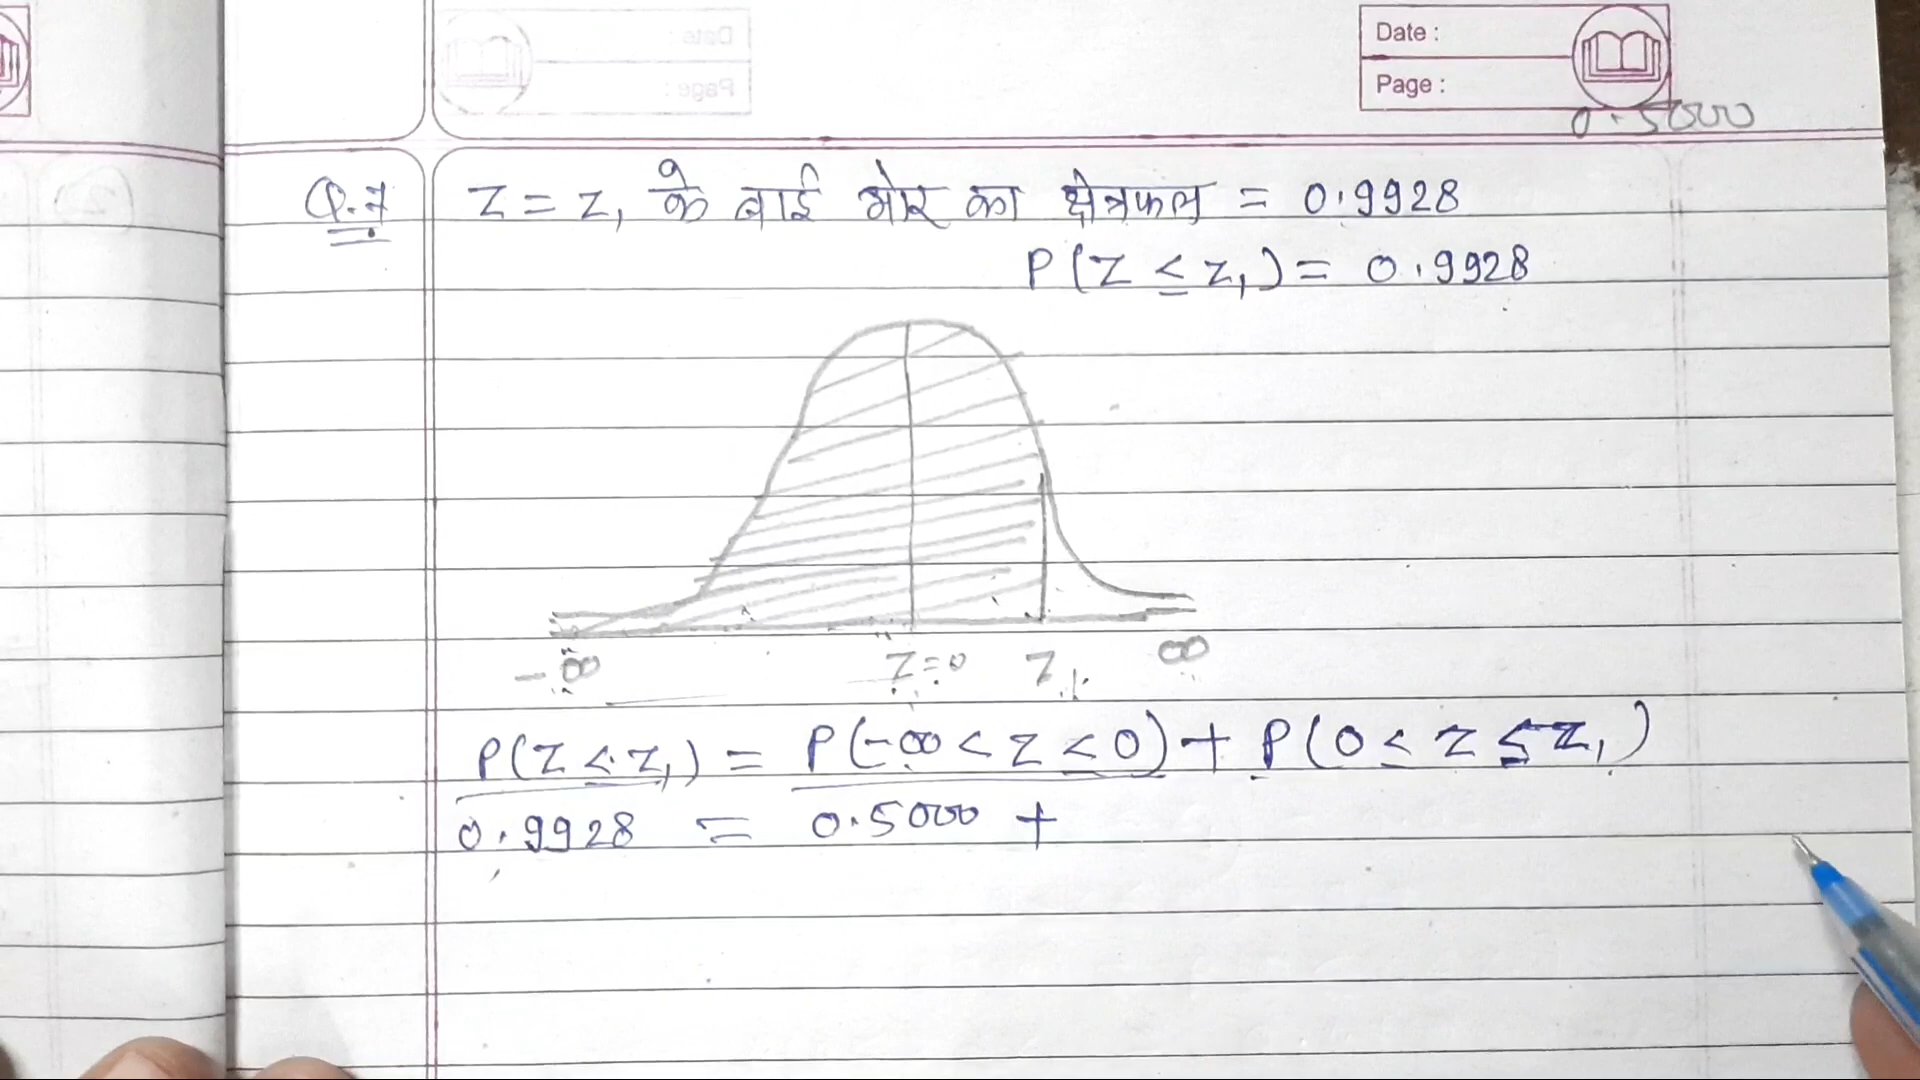 Date :
Page :
0.5000
Q.7 Z = Z₁ के बाई ओर का क्षेत्रफल = 0.9928
P(Z ≤ Z₁) = 0.9928
-∞ Z=0 Z₁ ∞
P(Z ≤ Z₁) = P(-∞ < Z < 0) + P(0 < Z ≤ Z₁)
0.9928 = 0.5000 +